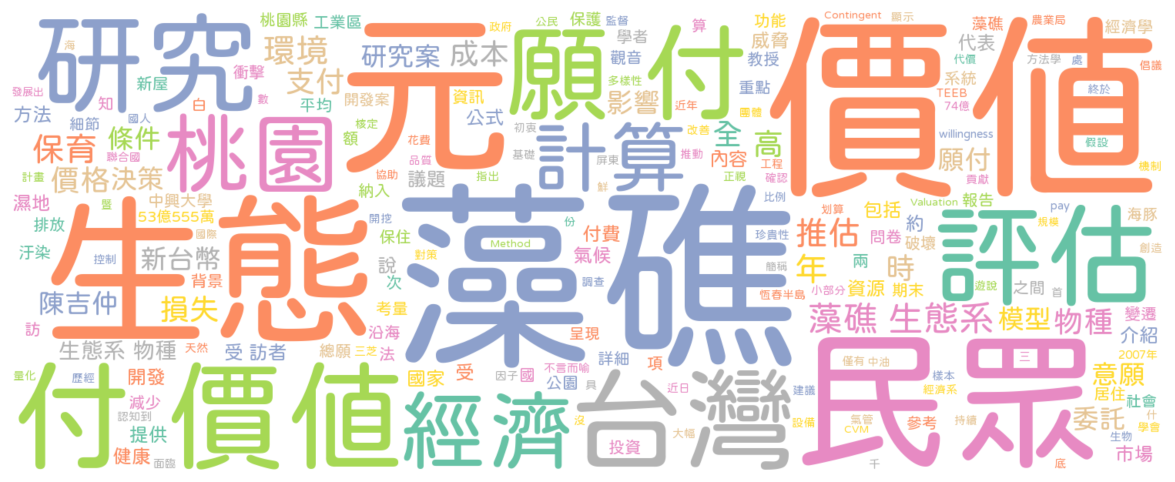 研究
元
願付
價值
桃園縣
工業區
政府
公民
保護
監督
算
Contingent
顯示
藻礁
農業局
經濟學
環境
研究案
成本
學者
功能
威脅
代表
代價
方法學
處
倡議
衝擊
支付
觀音
教授
多樣性
重點
系統
TEEB
74億
終於
海
發展出
新屋
知
白
數
開發案
資訊
影響
近年
團體
方法
細節
平均
額
核定
公式
初衷
改善
全
高
willingness
假設
國人
桃園
條件
花費
計算
保育
聯合國
協助
品質
基礎
屏東
推動
內容
工程
確認
願付
正視
貢獻
機制
計畫
盤
價格決策
納入
議題
指出
鮮
比例
Valuation
報告
濕地
中興大學
53億555萬
排放
國際
生態
開挖
保住
份
付費
藻礁
珍貴性
推估
包括
問卷
約
破壞
划算
pay
規模
海豚
創造
評估
汙染
控制
新台幣
說
對策
次
Method
氣候
調查
簡稱
年
時
兩
遊說
之間
首
背景
陳吉仲
損失
考量
恆春半島
小部分
資源
期末
訪
沿海
呈現
藻礁 生態系
模型
物種
變遷
介紹
天然
生態系 物種
受 訪者
總願
三芝
法
不言而喻
詳細
項
民眾
僅有
中油
三
2007年
量化
歷經
開發
國家
受
因子
國
公園
具
近日
建議
樣本
經濟系
意願
居住
社會
付價值
減少
認知到
提供
健康
面臨
經濟
沒
台灣
投資
大幅
設備
氫管
CVM
持續
參考
委託
學會
什
生物
市場
千
底